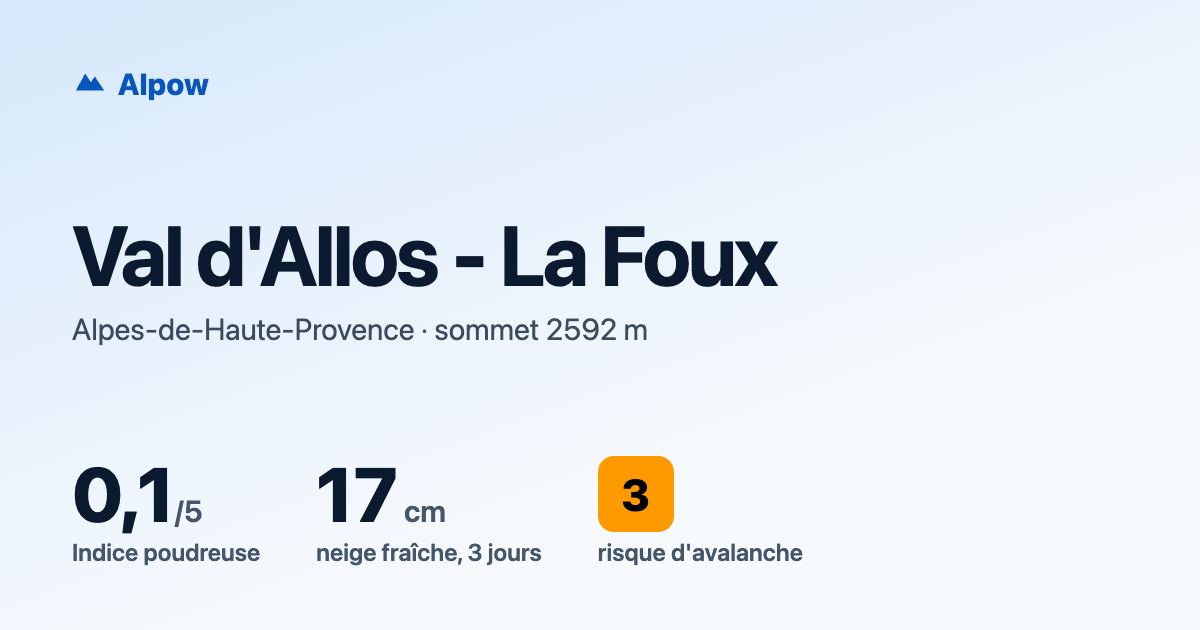 Alpow
Val d'Allos - La Foux
Alpes-de-Haute-Provence · sommet 2592 m
0,1/5
Indice poudreuse
17 cm
neige fraîche, 3 jours
3
risque d'avalanche